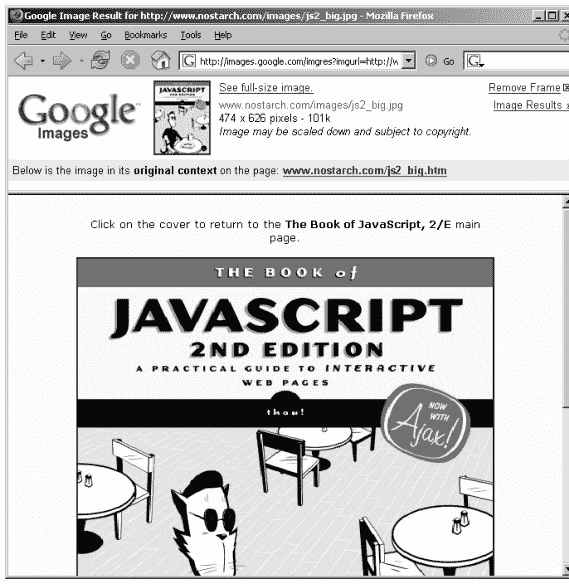 Google Image Result for http://www.nostarch.com/images/js2_big.jpg - Mozilla Firefox
File Edit View Go Bookmarks Tools Help
http://images.google.com/imgres?imgurl=http://w Go
Google Images
JAVASCRIPT
2ND EDITION
See full-size image.
www.nostarch.com/images/js2_big.jpg
474 x 626 pixels - 101k
Image may be scaled down and subject to copyright.
Remove Frame
Image Results »
Below is the image in its original context on the page: www.nostarch.com/js2_big.htm
Click on the cover to return to the The Book of JavaScript, 2/E main
page.
THE BOOK of
JAVASCRIPT
2ND EDITION
A PRACTICAL GUIDE TO INTERACTIVE
WEB PAGES
thau!
NOW
WITH
Ajax!